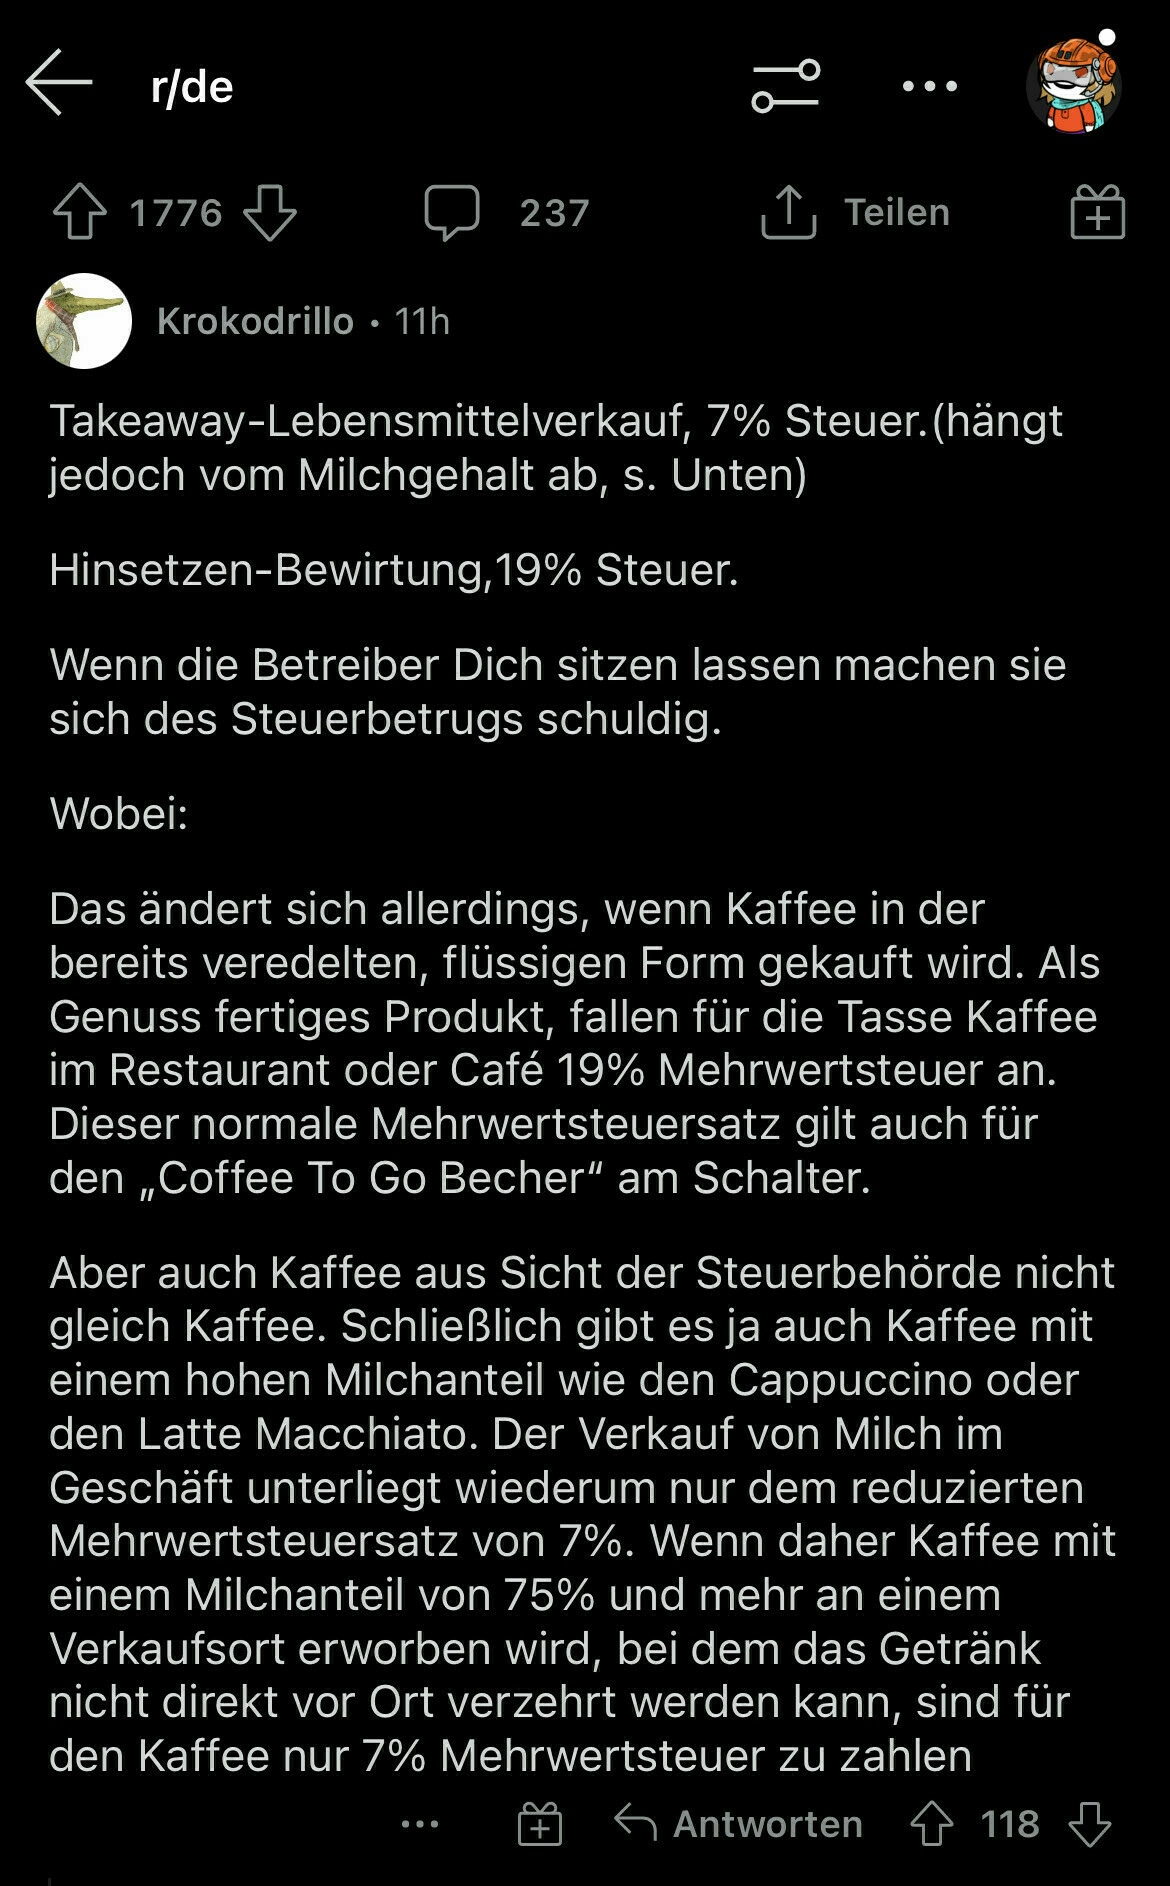 r/de
1776
237
Teilen
Krokodrillo • 11h
Takeaway-Lebensmittelverkauf, 7% Steuer.(hängt
jedoch vom Milchgehalt ab, s. Unten)
Hinsetzen-Bewirtung,19% Steuer.
Wenn die Betreiber Dich sitzen lassen machen sie
sich des Steuerbetrugs schuldig.
Wobei:
Das ändert sich allerdings, wenn Kaffee in der
bereits veredelten, flüssigen Form gekauft wird. Als
Genuss fertiges Produkt, fallen für die Tasse Kaffee
im Restaurant oder Café 19% Mehrwertsteuer an.
Dieser normale Mehrwertsteuersatz gilt auch für
den „Coffee To Go Becher“ am Schalter.
Aber auch Kaffee aus Sicht der Steuerbehörde nicht
gleich Kaffee. Schließlich gibt es ja auch Kaffee mit
einem hohen Milchanteil wie den Cappuccino oder
den Latte Macchiato. Der Verkauf von Milch im
Geschäft unterliegt wiederum nur dem reduzierten
Mehrwertsteuersatz von 7%. Wenn daher Kaffee mit
einem Milchanteil von 75% und mehr an einem
Verkaufsort erworben wird, bei dem das Getränk
nicht direkt vor Ort verzehrt werden kann, sind für
den Kaffee nur 7% Mehrwertsteuer zu zahlen
Antworten
118